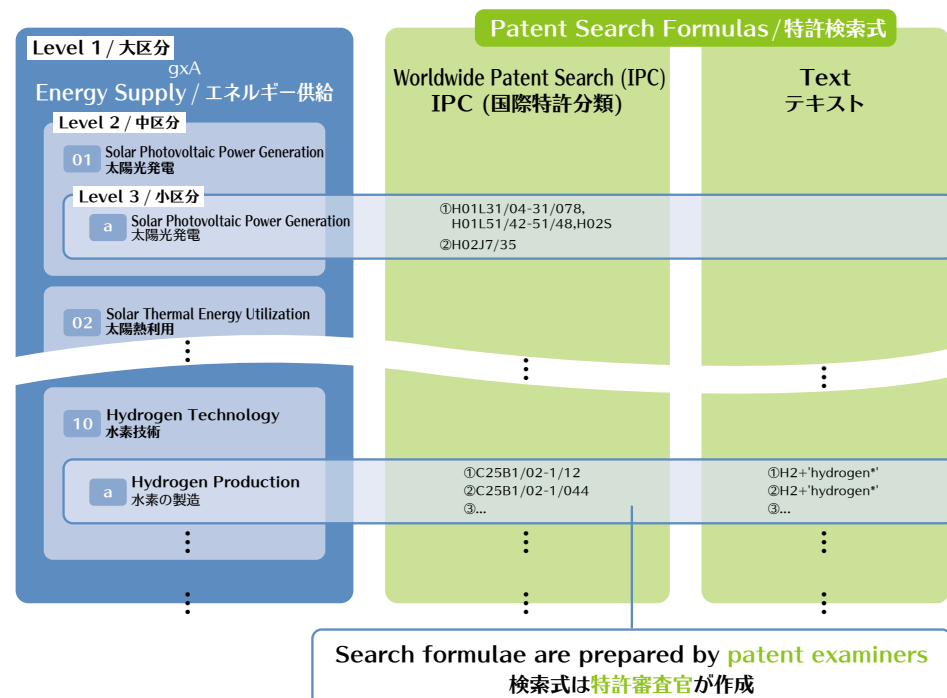 Patent Search Formulas/特許検索式
Level 1/大区分
gxA
Energy Supply/エネルギー供給
Worldwide Patent Search (IPC)
IPC (国際特許分類)
Text
テキスト
Level 2/中区分
01 Solar Photovoltaic Power Generation
太陽光発電
Level 3/小区分
a Solar Photovoltaic Power Generation
太陽光発電
①H01L31/04-31/078,
H01L51/42-51/48,H02S
②H02J7/35
02 Solar Thermal Energy Utilization
太陽熱利用
10 Hydrogen Technology
水素技術
a Hydrogen Production
水素の製造
①C25B1/02-1/12
②C25B1/02-1/044
③...
①H2+'hydrogen*'
②H2+'hydrogen*'
③...
Search formulae are prepared by patent examiners
検索式は特許審査官が作成